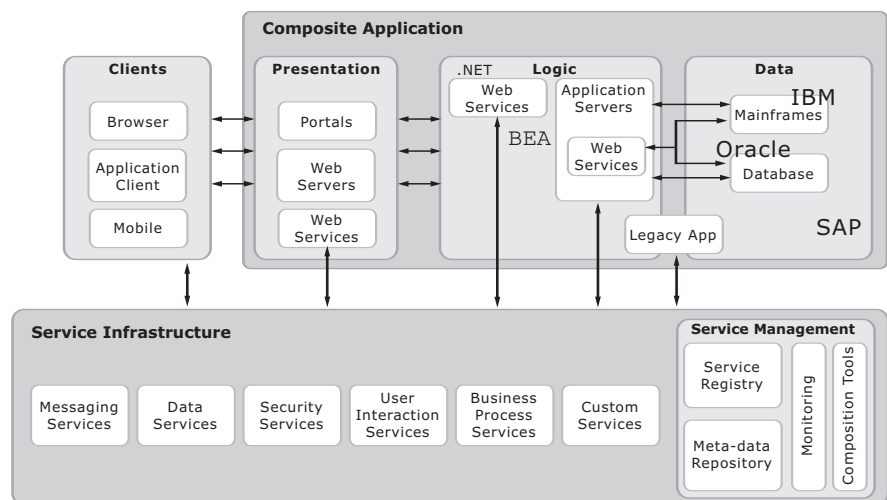 Composite Application
Clients
Browser
Application
Client
Mobile
Presentation
Portals
Web
Servers
Web
Services
Logic
.NET
Web
Services
BEA
Application
Servers
Web
Services
Legacy App
Data
IBM
Mainframes
Oracle
Database
SAP
Service Infrastructure
Messaging
Services
Data
Services
Security
Services
User
Interaction
Services
Business
Process
Services
Custom
Services
Service Management
Service
Registry
Meta-data
Repository
Monitoring
Composition Tools